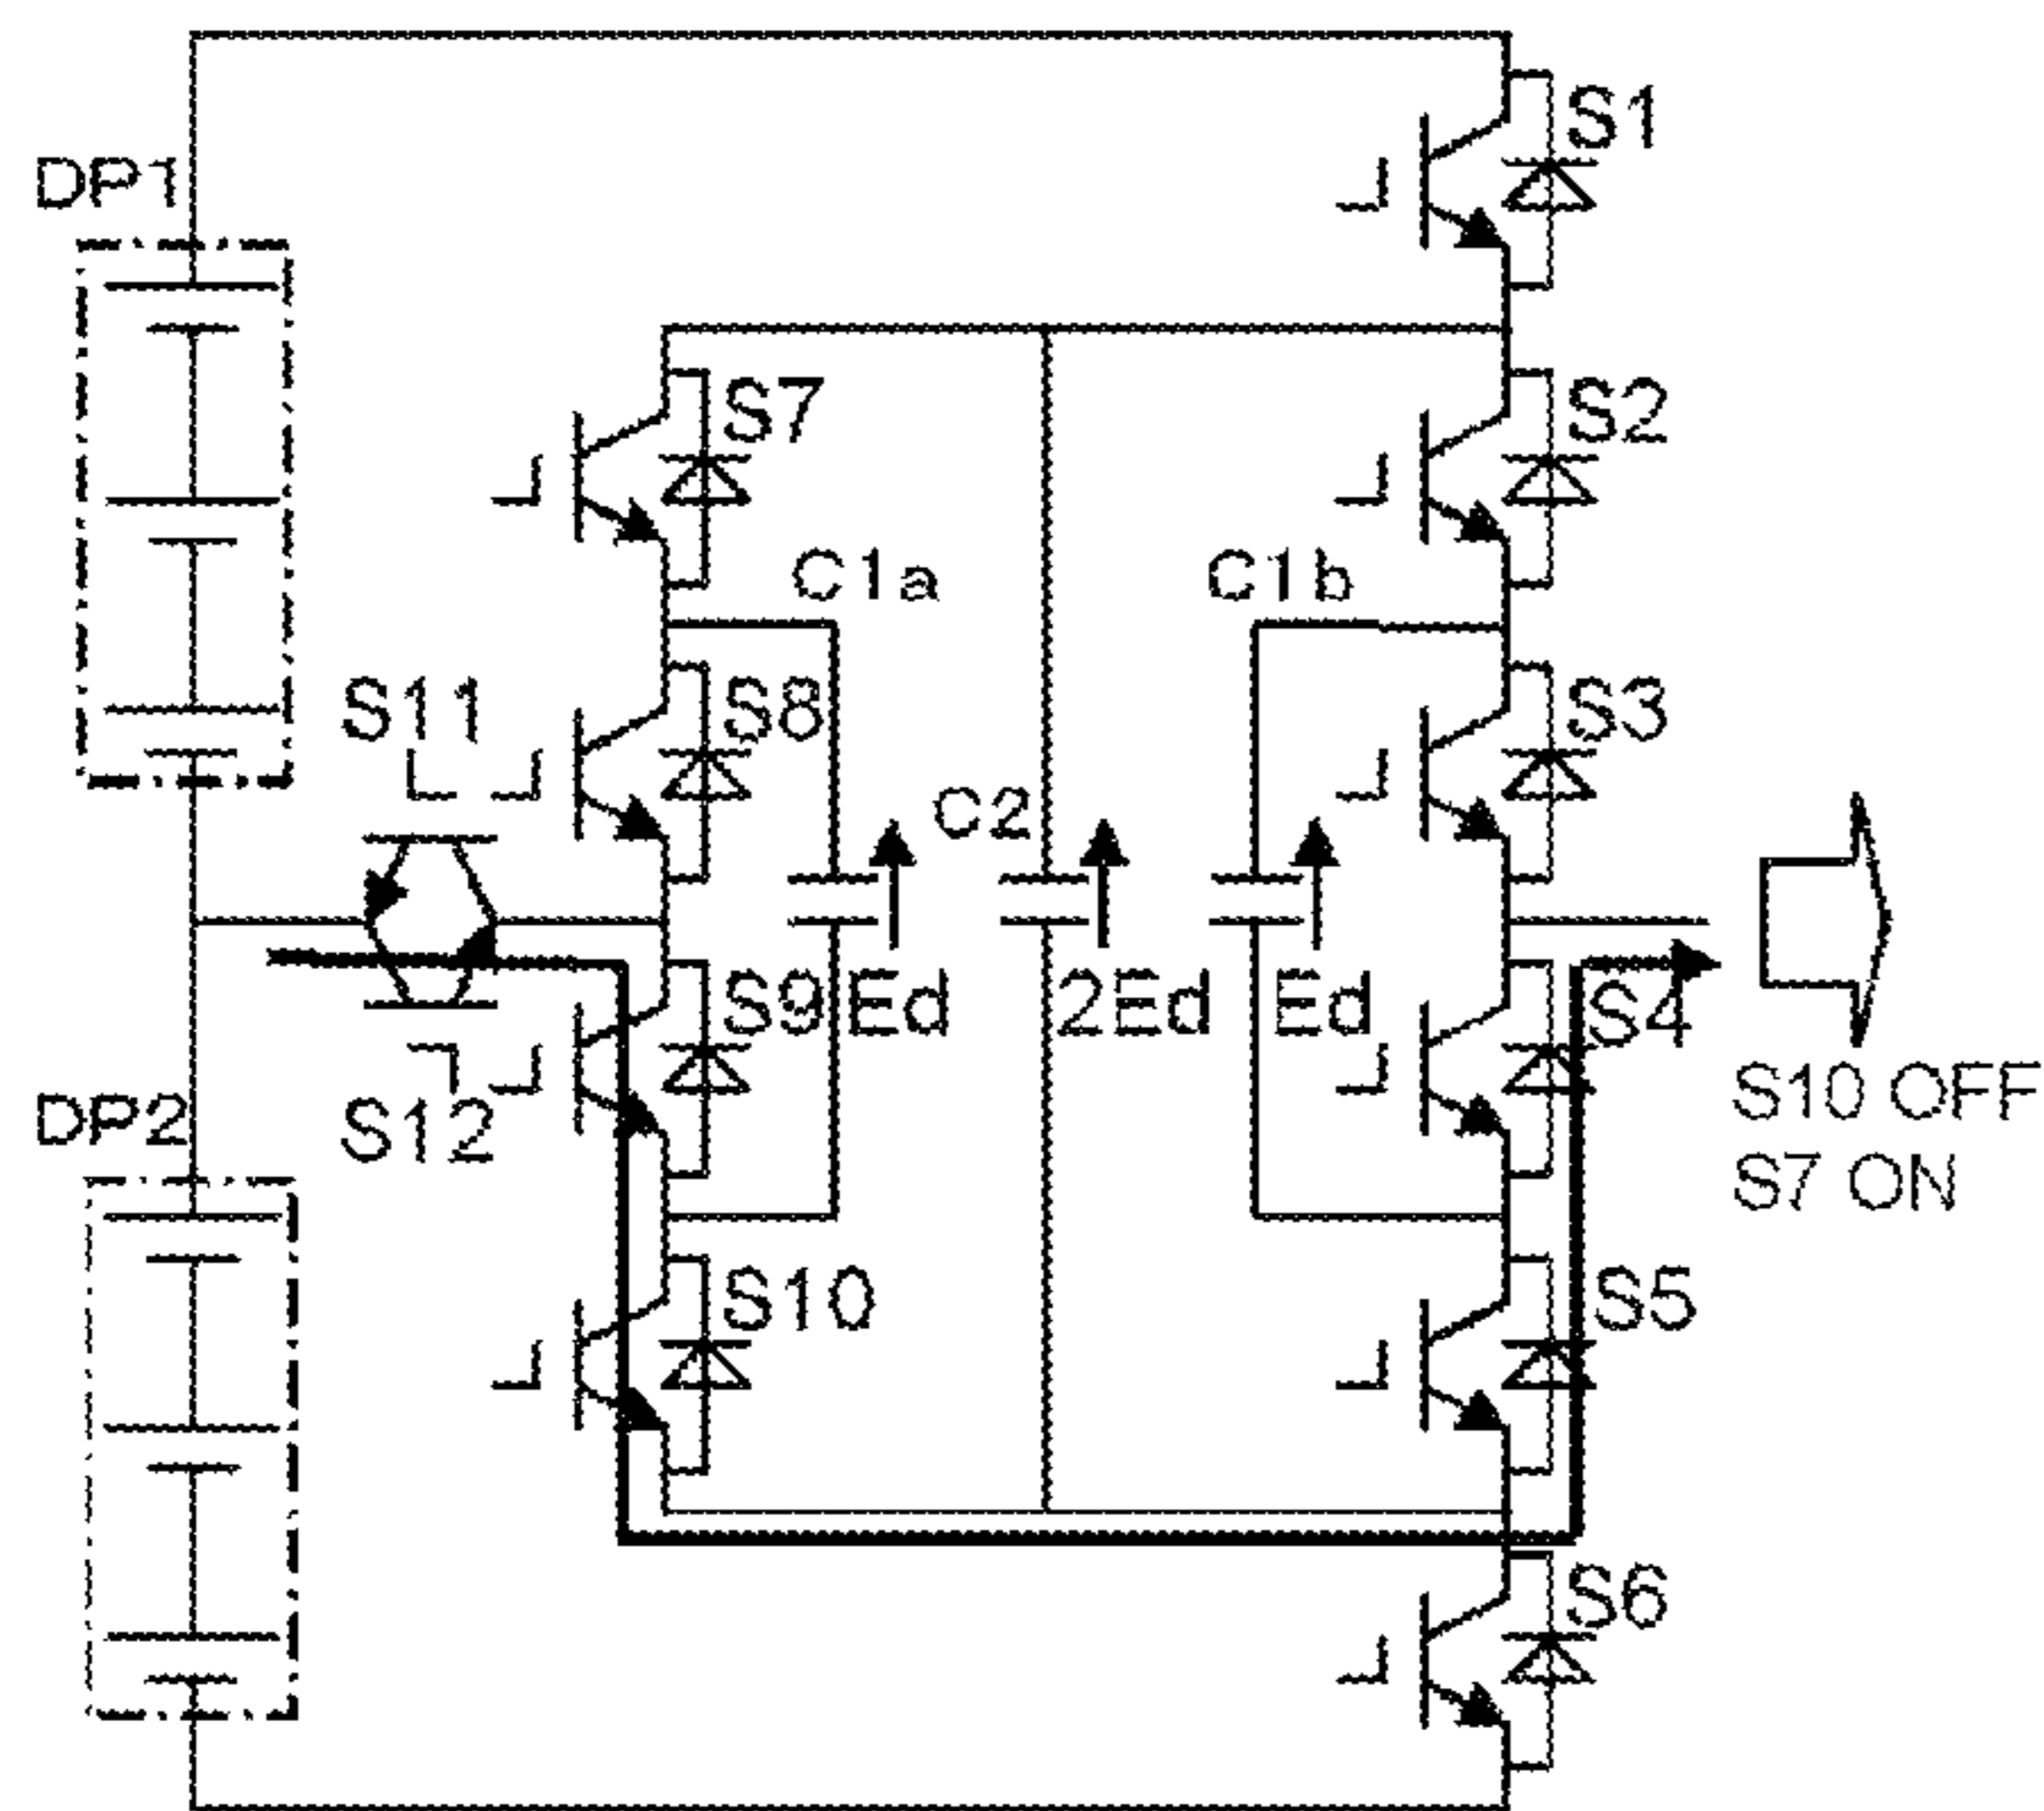 S1
DP1
S7
S2
C1a
C1b
S11
S8
S3
C2
S9
Ed
2Ed
Ed
S4
DP2
S12
S10 OFF
S7 ON
S10
S5
S6